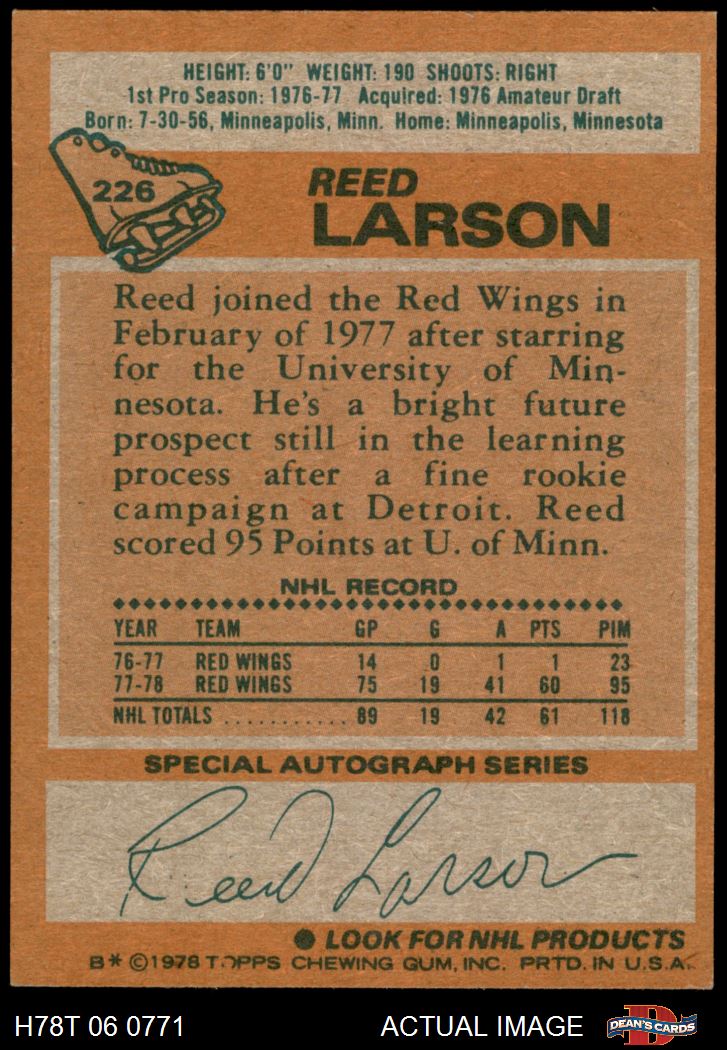 HEIGHT: 6'0" WEIGHT: 190 SHOOTS: RIGHT
1st Pro Season: 1976-77 Acquired: 1976 Amateur Draft
Born: 7-30-56, Minneapolis, Minn. Home: Minneapolis, Minnesota
226
REED
LARSON
Reed joined the Red Wings in
February of 1977 after starring
for the University of Min-
nesota. He's a bright future
prospect still in the learning
process after a fine rookie
campaign at Detroit. Reed
scored 95 Points at U. of Minn.
NHL RECORD
YEAR TEAM GP G A PTS PIM
76-77 RED WINGS 14 0 1 1 23
77-78 RED WINGS 75 19 41 60 95
NHL TOTALS ........... 89 19 42 61 118
SPECIAL AUTOGRAPH SERIES
Reed Larson
● LOOK FOR NHL PRODUCTS
B* ©1978 TOPPS CHEWING GUM, INC. PRTD. IN U.S.A.
H78T 06 0771 ACTUAL IMAGE DEAN'S CARDS